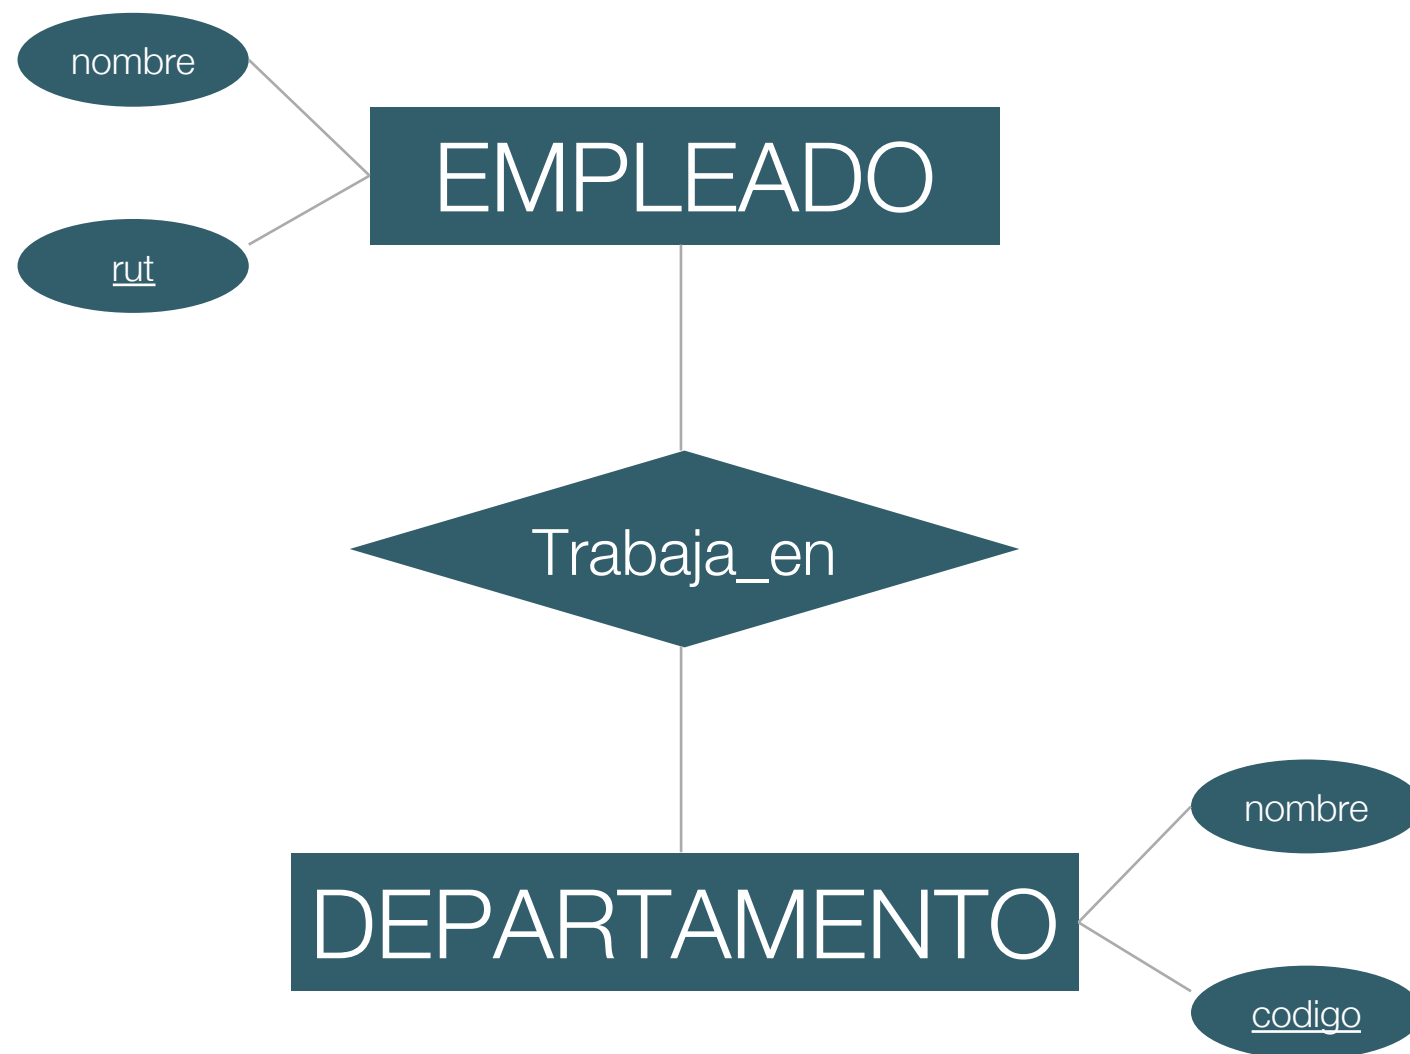 nombre
EMPLEADO
rut
Trabaja_en
nombre
DEPARTAMENTO
codigo